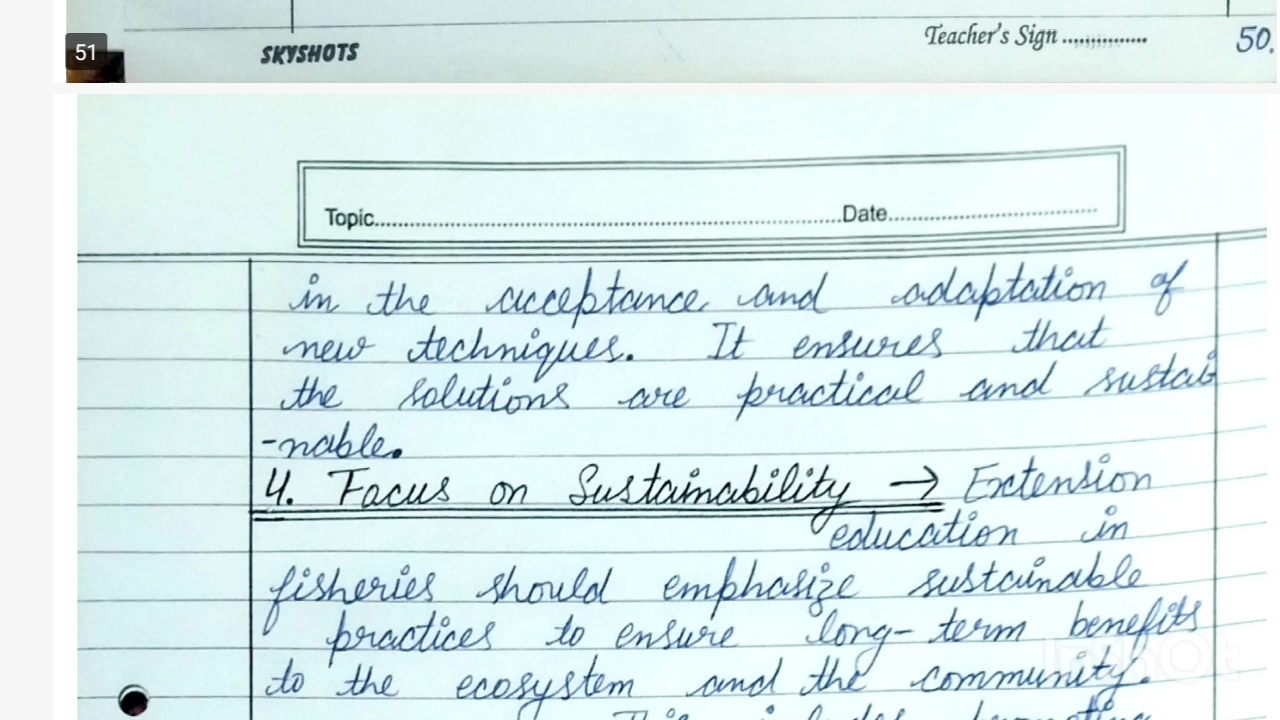 51
SKYSHOTS
Teacher's Sign ...............
50.
Topic..........................................................................Date................................
in the acceptance and adaptation of
new techniques. It ensures that
the solutions are practical and sustai
-nable.
4. Focus on Sustainability → Extension
education in
fisheries should emphasize sustainable
practices to ensure long-term benefits
to the ecosystem and the community.
InShOt